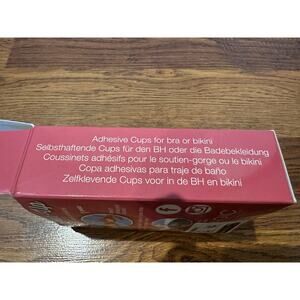 Adhesive Cups for bra or bikini
Selbsthaftende Cups für den BH oder die Badebekleidung
Coussinets adhésifs pour le soutien-gorge ou le bikini
Copa adhesivas para traje de baño
Zelfklevende Cups voor in de BH en bikini